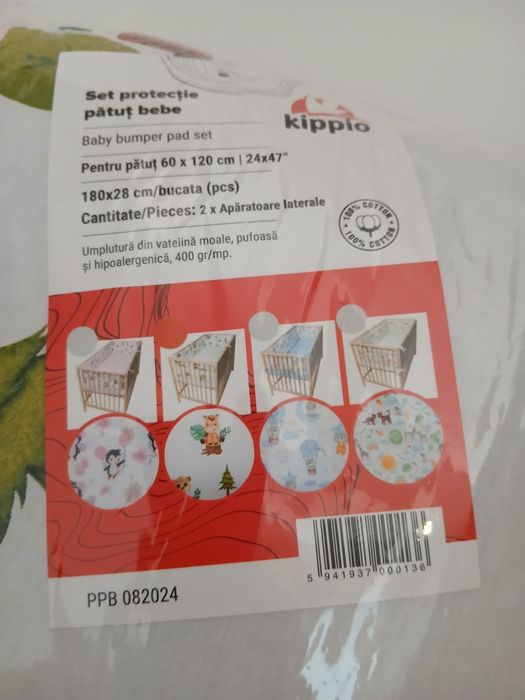 Set protecție
pătuț bebe
kippio
Baby bumper pad set
Pentru pătuț 60 x 120 cm | 24x47"
180x28 cm/bucata (pcs)
Cantitate/Pieces: 2 x Apăratoare laterale
100% COTTON
100% COTTON
Umplutură din vatelină moale, pufoasă
și hipoalergenică, 400 gr/mp.
5 941937 000136
PPB 082024